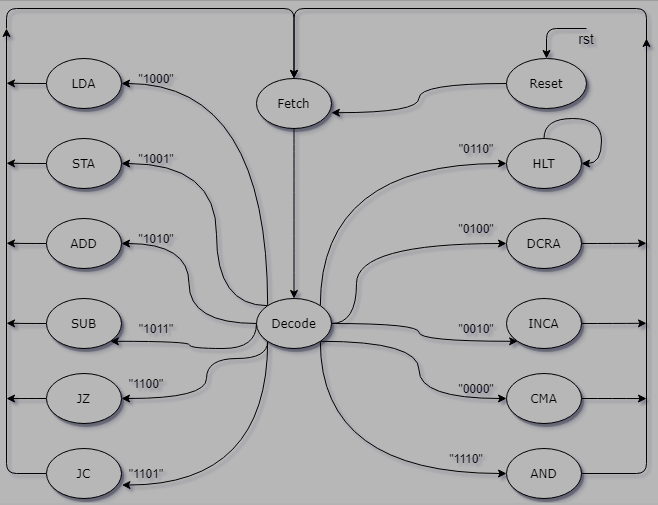 rst
LDA
"1000"
Fetch
Reset
STA
"1001"
"0110"
HLT
ADD
"1010"
"0100"
DCRA
SUB
"1011"
Decode
"0010"
INCA
JZ
"1100"
"0000"
CMA
JC
"1101"
"1110"
AND